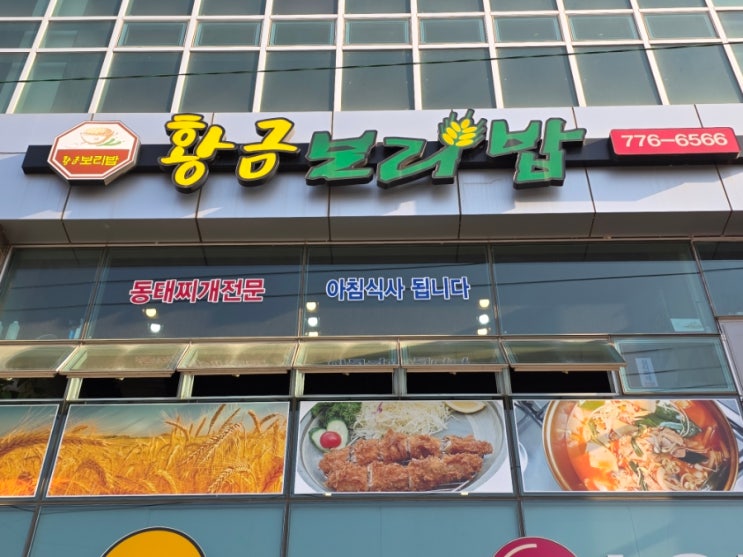 황금보리밥
황금보리밥
776-6566
동태찌개전문
아침식사 됩니다